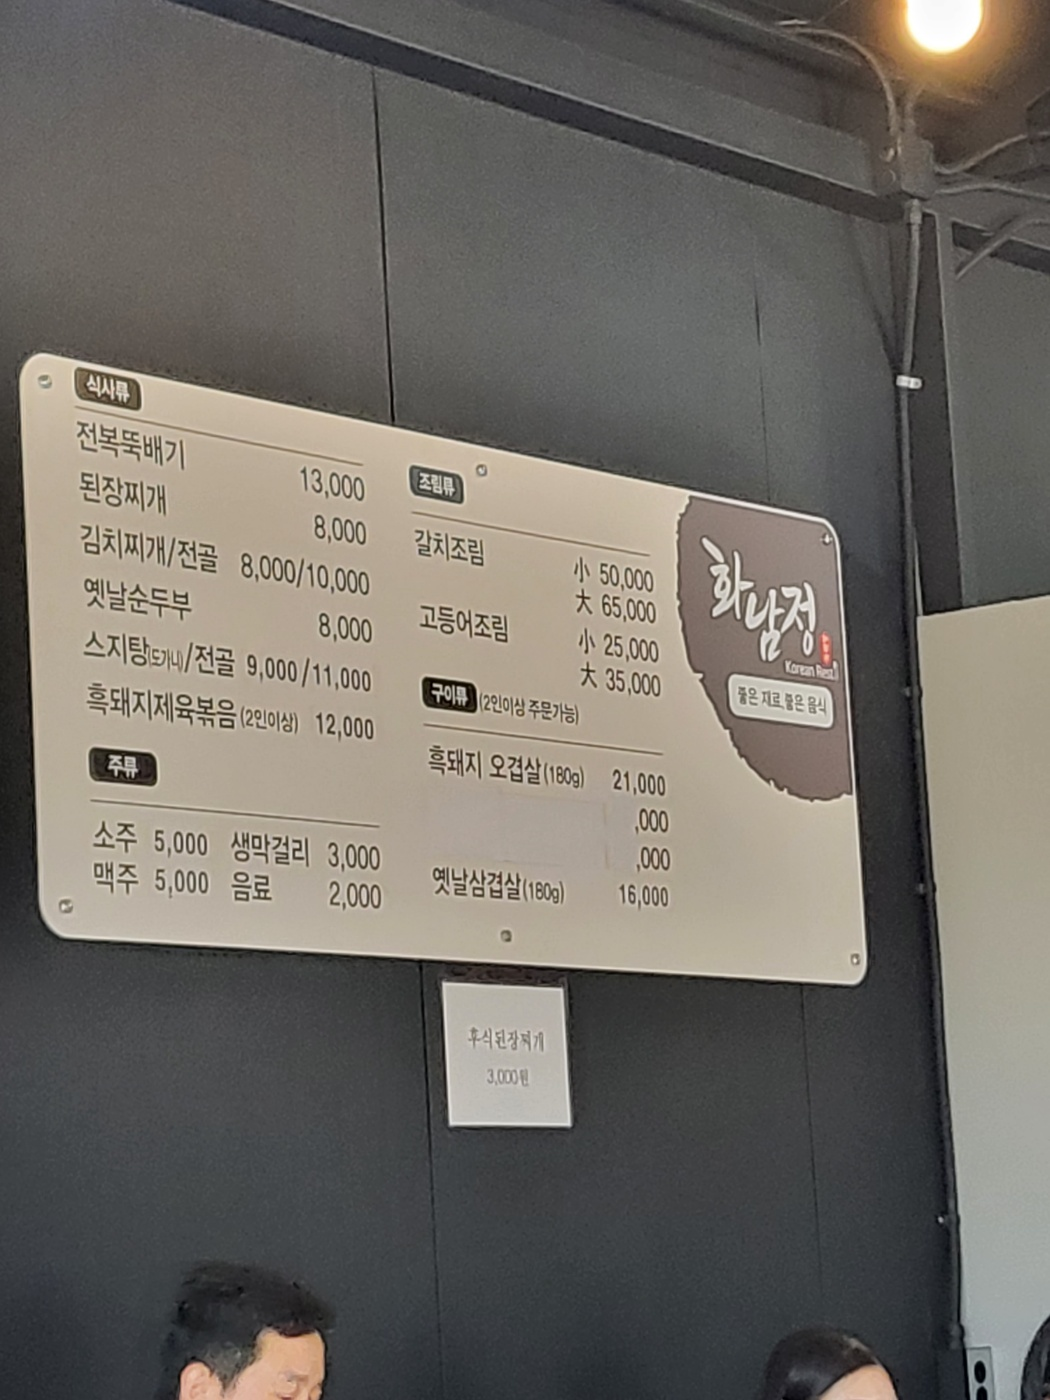 식사류
전복뚝배기 13,000
된장찌개 8,000
김치찌개/전골 8,000/10,000
옛날순두부 8,000
스지탕(도가니)/전골 9,000/11,000
흑돼지제육볶음(2인이상) 12,000
주류
소주 5,000 생막걸리 3,000
맥주 5,000 음료 2,000
조림류
갈치조림 小 50,000
大 65,000
고등어조림 小 25,000
大 35,000
구이류 (2인이상 주문가능)
흑돼지 오겹살(180g) 21,000
,000
,000
옛날삼겹살(180g) 16,000
화남정
Korean Rest.
좋은 재료, 좋은 음식
후식된장찌개
3,000원